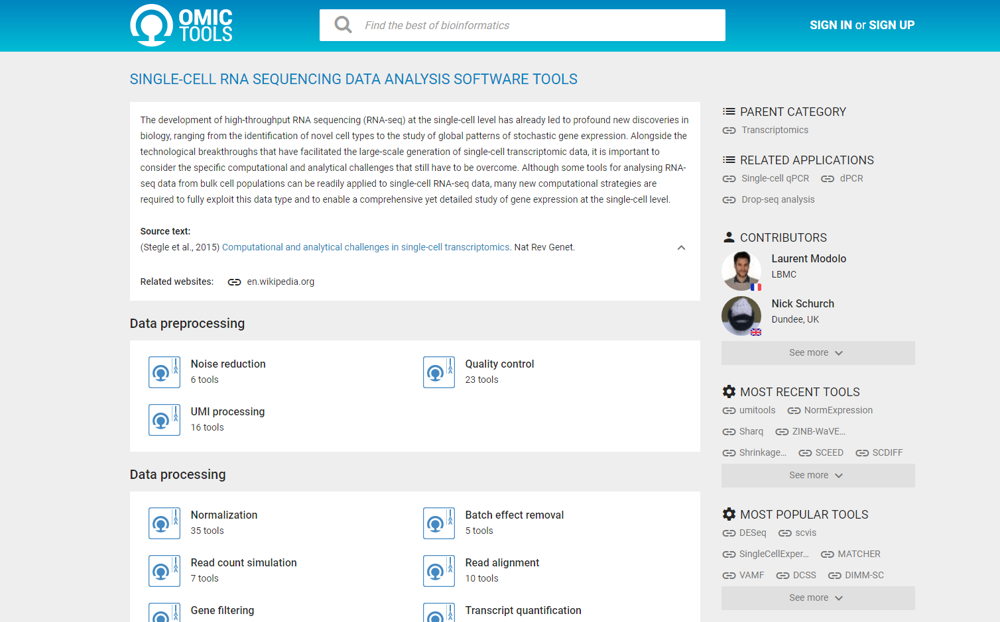 OMIC
TOOLS
Find the best of bioinformatics
SIGN IN or SIGN UP
SINGLE-CELL RNA SEQUENCING DATA ANALYSIS SOFTWARE TOOLS
The development of high-throughput RNA sequencing (RNA-seq) at the single-cell level has already led to profound new discoveries in
biology, ranging from the identification of novel cell types to the study of global patterns of stochastic gene expression. Alongside the
technological breakthroughs that have facilitated the large-scale generation of single-cell transcriptomic data, it is important to
consider the specific computational and analytical challenges that still have to be overcome. Although some tools for analysing RNA-
seq data from bulk cell populations can be readily applied to single-cell RNA-seq data, many new computational strategies are
required to fully exploit this data type and to enable a comprehensive yet detailed study of gene expression at the single-cell level.
Source text:
(Stegle et al., 2015) Computational and analytical challenges in single-cell transcriptomics. Nat Rev Genet.
Related websites: en.wikipedia.org
Data preprocessing
Noise reduction
6 tools
Quality control
23 tools
UMI processing
16 tools
Data processing
Normalization
35 tools
Batch effect removal
5 tools
Read count simulation
7 tools
Read alignment
10 tools
Gene filtering
Transcript quantification
PARENT CATEGORY
Transcriptomics
RELATED APPLICATIONS
Single-cell qPCR dPCR
Drop-seq analysis
CONTRIBUTORS
Laurent Modolo
LBMC
Nick Schurch
Dundee, UK
See more
MOST RECENT TOOLS
umitools NormExpression
Sharq ZINB-WaVE...
Shrinkage... SCEED SCDIFF
See more
MOST POPULAR TOOLS
DESeq scvis
SingleCellExper... MATCHER
VAMF DCSS DIMM-SC
See more